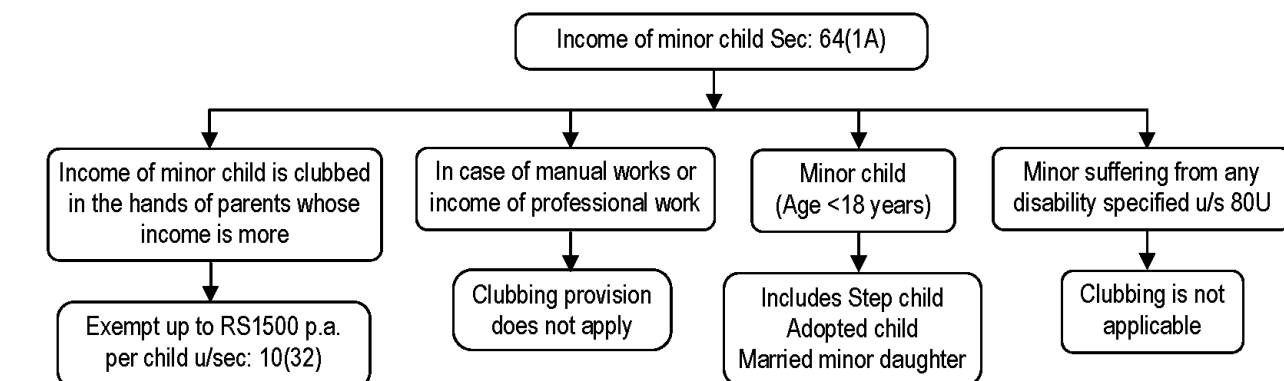 Income of minor child Sec: 64(1A)
Income of minor child is clubbed
in the hands of parents whose
income is more
In case of manual works or
income of professional work
Minor child
(Age <18 years)
Minor suffering from any
disability specified u/s 80U
Exempt up to RS1500 p.a.
per child u/sec: 10(32)
Clubbing provision
does not apply
Includes Step child
Adopted child
Married minor daughter
Clubbing is not
applicable